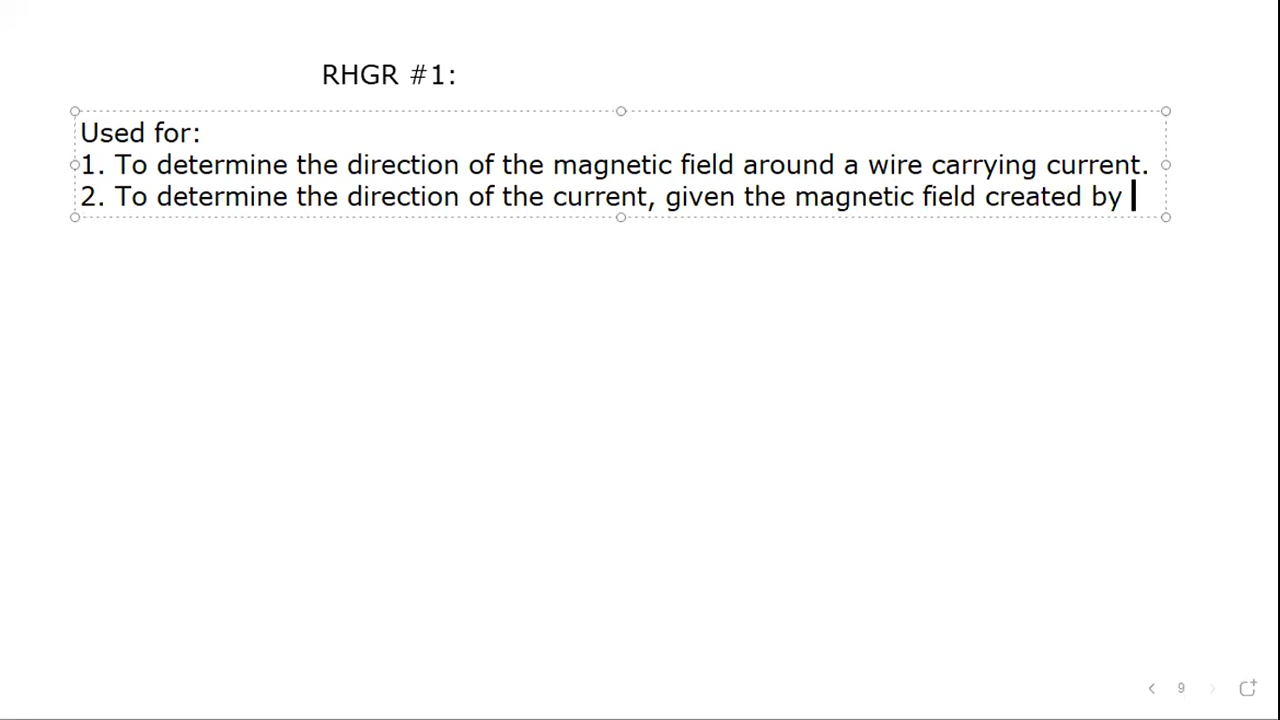 RHGR #1:
Used for:
1. To determine the direction of the magnetic field around a wire carrying current.
2. To determine the direction of the current, given the magnetic field created by
9